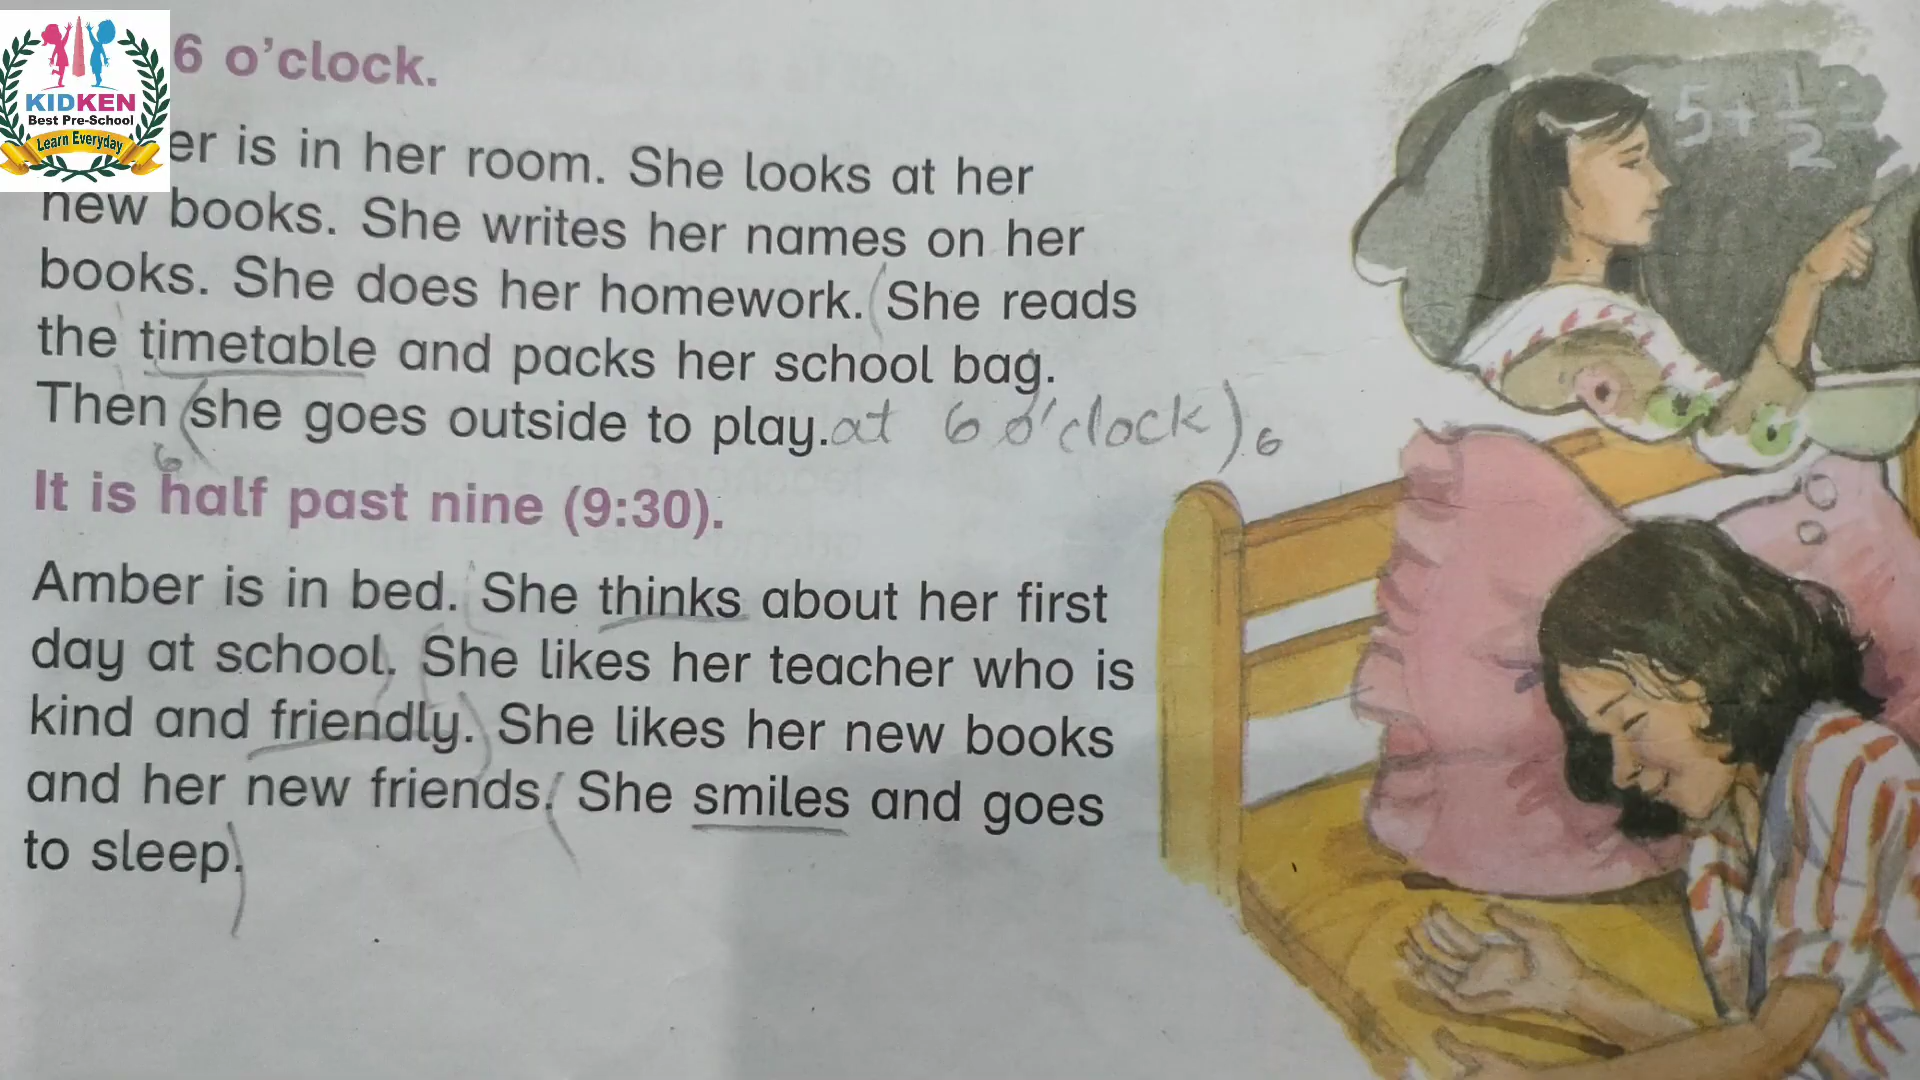 KIDKEN
Best Pre-School
Learn Everyday
6 o'clock.
er is in her room. She looks at her
new books. She writes her names on her
books. She does her homework. (She reads
the timetable and packs her school bag.
Then (she goes outside to play. at 6 o'clock) 6
6
It is half past nine (9:30).
Amber is in bed. She thinks about her first
day at school. She likes her teacher who is
kind and friendly.) She likes her new books
and her new friends. (She smiles and goes
to sleep.)
5+ 1/2 =